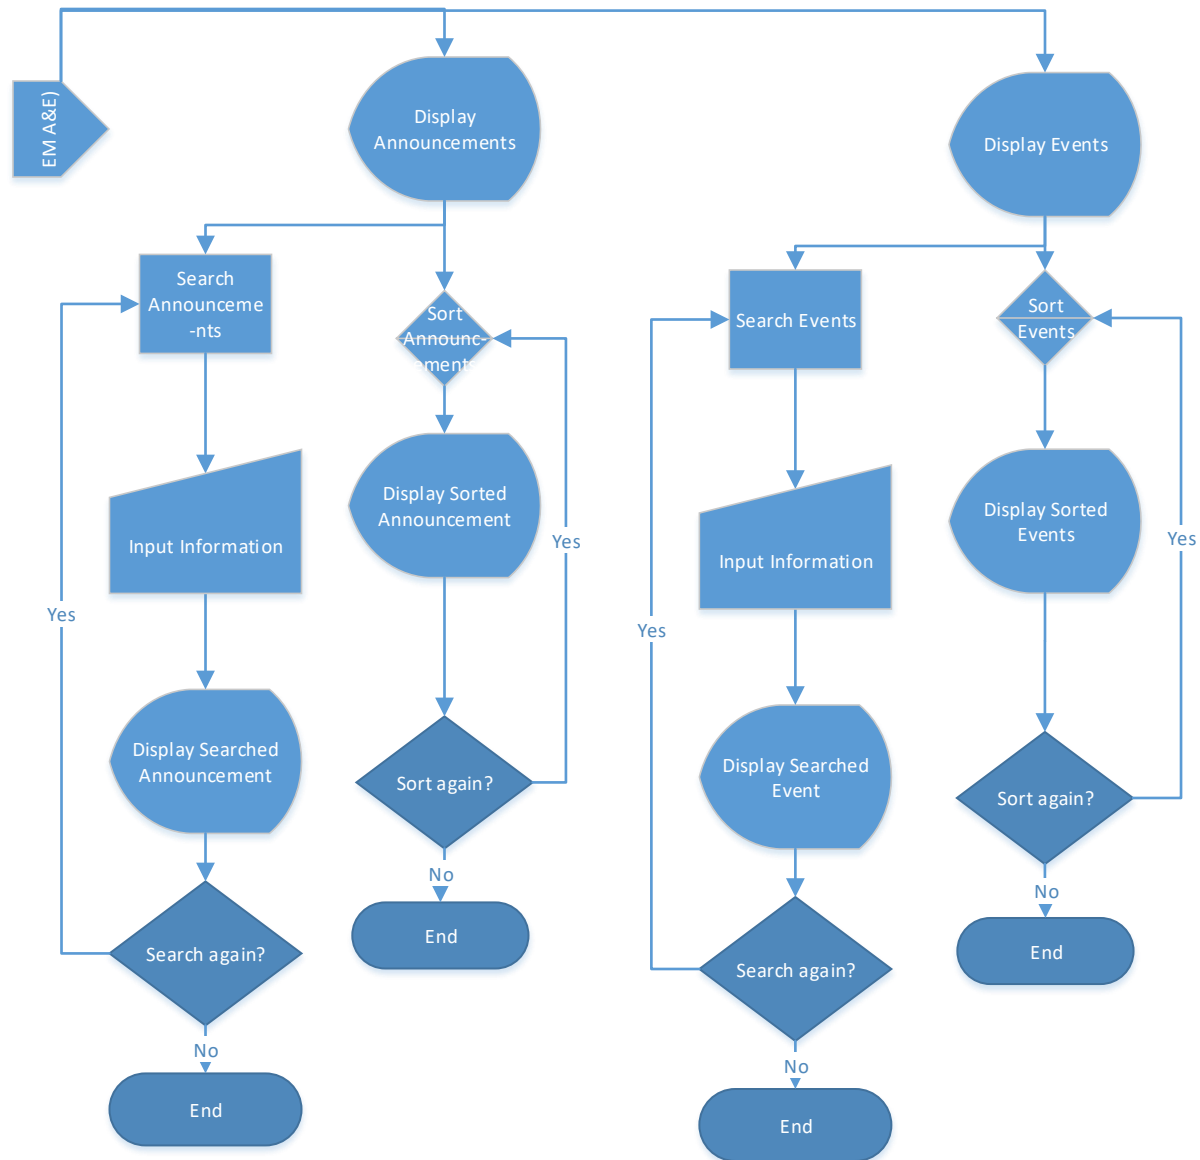 EM A&E)
Display
Announcements
Display Events
Search
Announceme
-nts
Sort
Announc-
ements
Search Events
Sort
Events
Input Information
Display Sorted
Announcement
Yes
Input Information
Display Sorted
Events
Yes
Yes
Yes
Display Searched
Announcement
Sort again?
Display Searched
Event
Sort again?
No
No
End
End
Search again?
Search again?
No
No
End
End